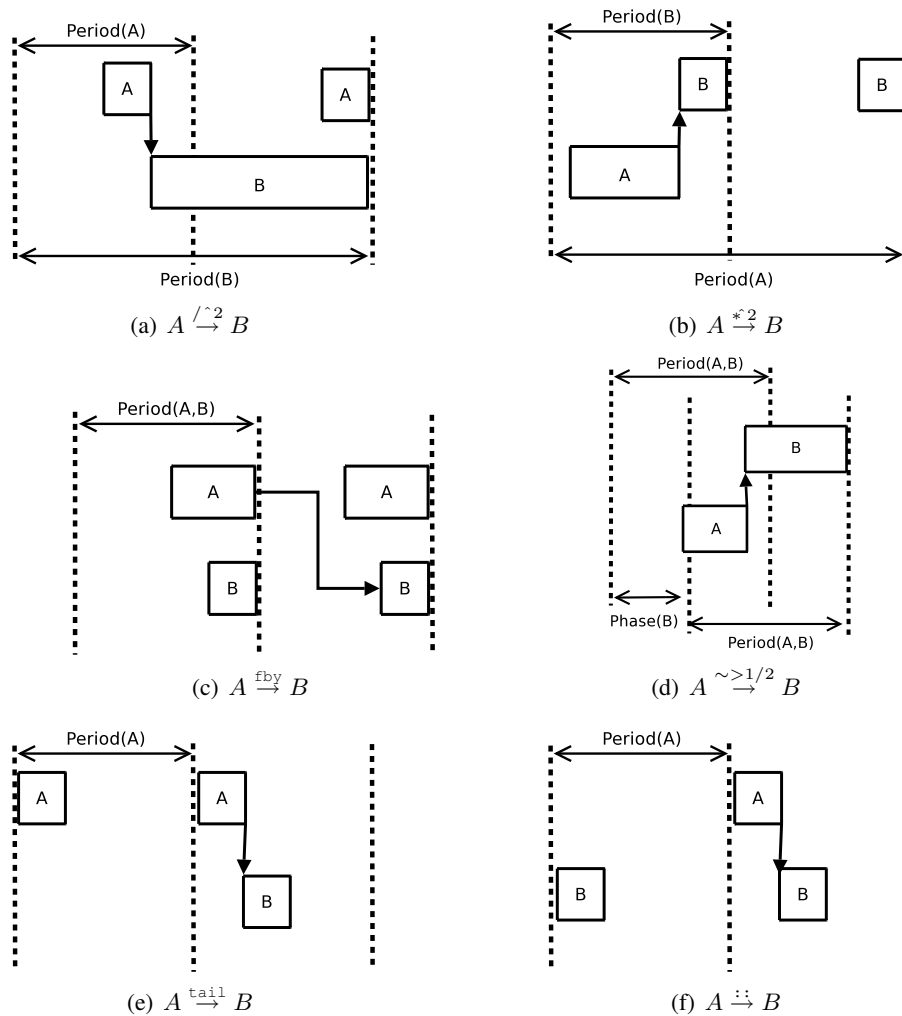 Period(A)
A
A
B
Period(B)
(a) A /^2 → B
Period(B)
B
B
A
Period(A)
(b) A *^2 → B
Period(A,B)
A
A
B
B
(c) A fby → B
Period(A,B)
B
A
Phase(B)
Period(A,B)
(d) A ~>1/2 → B
Period(A)
A
A
B
(e) A tail → B
Period(A)
A
B
B
(f) A :: → B